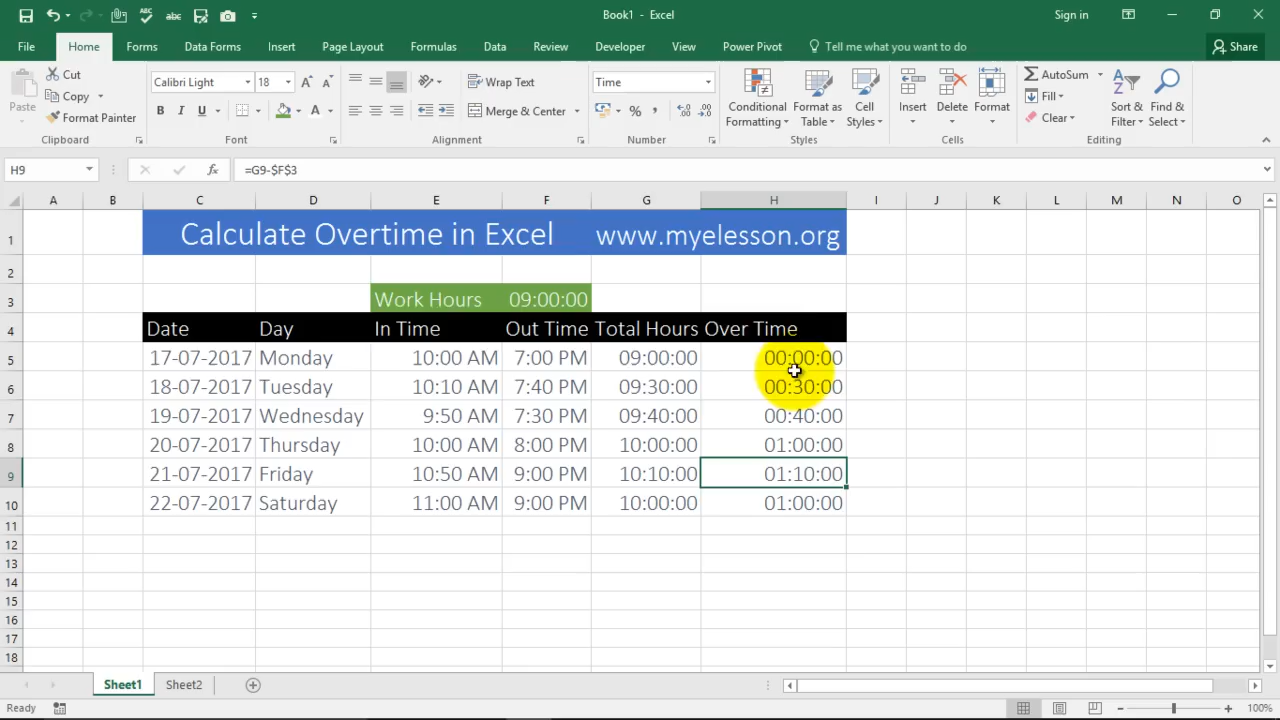 Book1 - Excel
Sign in
File Home Forms Data Forms Insert Page Layout Formulas Data Review Developer View Power Pivot Tell me what you want to do Share
Paste
Cut
Copy
Format Painter
Clipboard
Calibri Light 18
B I U
Font
Wrap Text
Merge & Center
Alignment
Time
Number
Conditional Formatting
Format as Table
Cell Styles
Styles
Insert Delete Format
Cells
AutoSum
Fill
Clear
Sort & Filter
Find & Select
Editing
H9 fx =G9-$F$3
A B C D E F G H I J K L M N O
1 Calculate Overtime in Excel www.myelesson.org
2
3 Work Hours 09:00:00
4 Date Day In Time Out Time Total Hours Over Time
5 17-07-2017 Monday 10:00 AM 7:00 PM 09:00:00 00:00:00
6 18-07-2017 Tuesday 10:10 AM 7:40 PM 09:30:00 00:30:00
7 19-07-2017 Wednesday 9:50 AM 7:30 PM 09:40:00 00:40:00
8 20-07-2017 Thursday 10:00 AM 8:00 PM 10:00:00 01:00:00
9 21-07-2017 Friday 10:50 AM 9:00 PM 10:10:00 01:10:00
10 22-07-2017 Saturday 11:00 AM 9:00 PM 10:00:00 01:00:00
11
12
13
14
15
16
17
18
Sheet1 Sheet2
Ready 100%